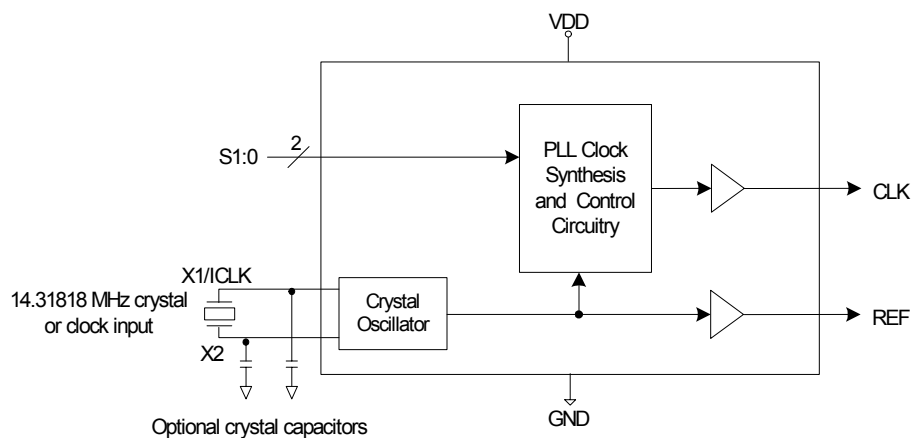 VDD
2
S1:0
PLL Clock
Synthesis
and Control
Circuitry
CLK
X1/ICLK
14.31818 MHz crystal
or clock input
X2
Crystal
Oscillator
REF
GND
Optional crystal capacitors